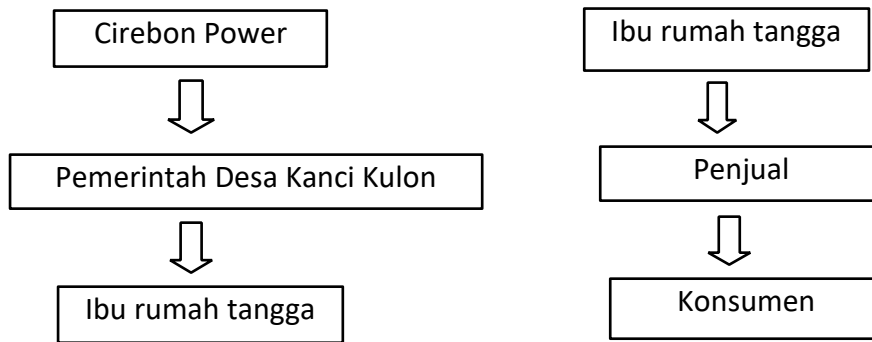 Cirebon Power
Pemerintah Desa Kanci Kulon
Ibu rumah tangga
Ibu rumah tangga
Penjual
Konsumen